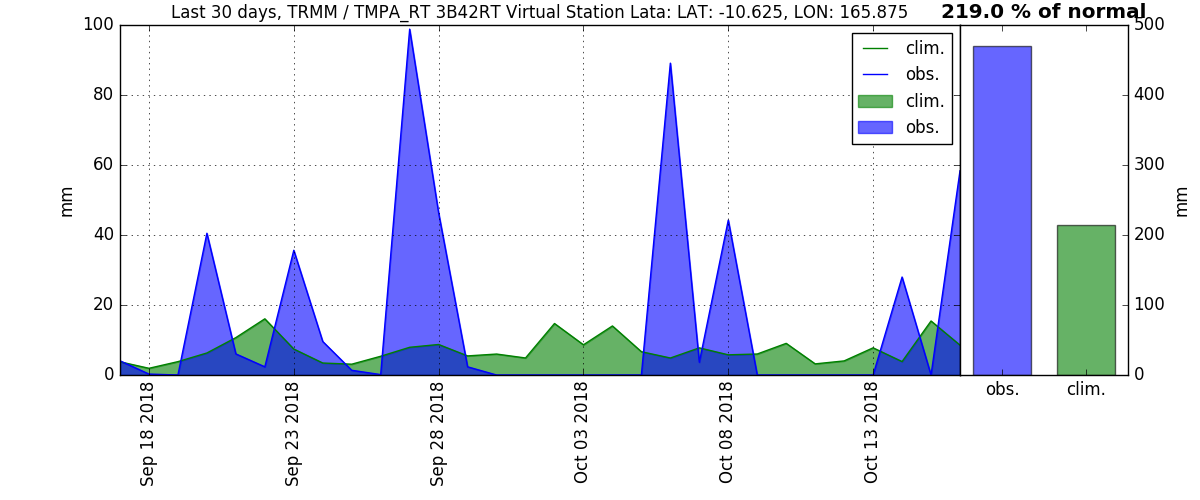 Last 30 days, TRMM / TMPA_RT 3B42RT Virtual Station Lata: LAT: -10.625, LON: 165.875
219.0 % of normal
100
80
60
40
20
0
mm
clim.
obs.
clim.
obs.
500
400
300
200
100
0
mm
Sep 18 2018
Sep 23 2018
Sep 28 2018
Oct 03 2018
Oct 08 2018
Oct 13 2018
obs.
clim.